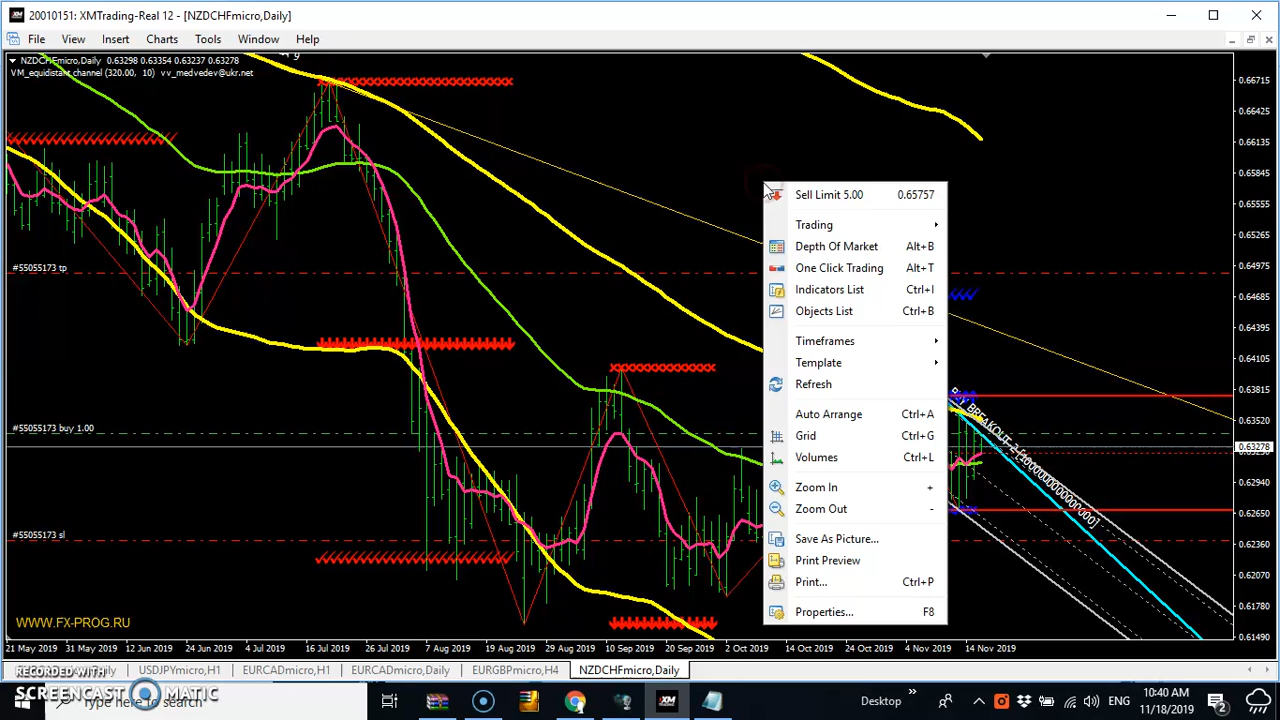 20010151: XMTrading-Real 12 - [NZDCHFmicro,Daily]
File View Insert Charts Tools Window Help
NZDCHFmicro,Daily 0.63298 0.63354 0.63237 0.63278
VM_equidistant channel (320.00, 10) vv_medvedev@ukr.net
0.66715
0.66425
0.66135
0.65845
0.65555
0.65265
0.64975
0.64685
0.64395
0.64105
0.63815
0.63520
0.63278
0.63230
0.62940
0.62650
0.62360
0.62070
0.61780
0.61490
#55055173 tp
#55055173 buy 1.00
#55055173 sl
Sell Limit 5.00 0.65757
Trading
Depth Of Market Alt+B
One Click Trading Alt+T
Indicators List Ctrl+I
Objects List Ctrl+B
Timeframes
Template
Refresh
Auto Arrange Ctrl+A
Grid Ctrl+G
Volumes Ctrl+L
Zoom In +
Zoom Out -
Save As Picture...
Print Preview
Print... Ctrl+P
Properties... F8
BREAKOUT
WWW.FX-PROG.RU
21 May 2019 31 May 2019 12 Jun 2019 24 Jun 2019 4 Jul 2019 16 Jul 2019 26 Jul 2019 7 Aug 2019 19 Aug 2019 29 Aug 2019 10 Sep 2019 20 Sep 2019 2 Oct 2019 14 Oct 2019 24 Oct 2019 4 Nov 2019 14 Nov 2019
USDJPYmicro,H1 EURCADmicro,H1 EURCADmicro,Daily EURGBPmicro,H4 NZDCHFmicro,Daily
RECORDED WITH
SCREENCAST MATIC
Type here to search
Desktop
ENG
10:40 AM
11/18/2019
2